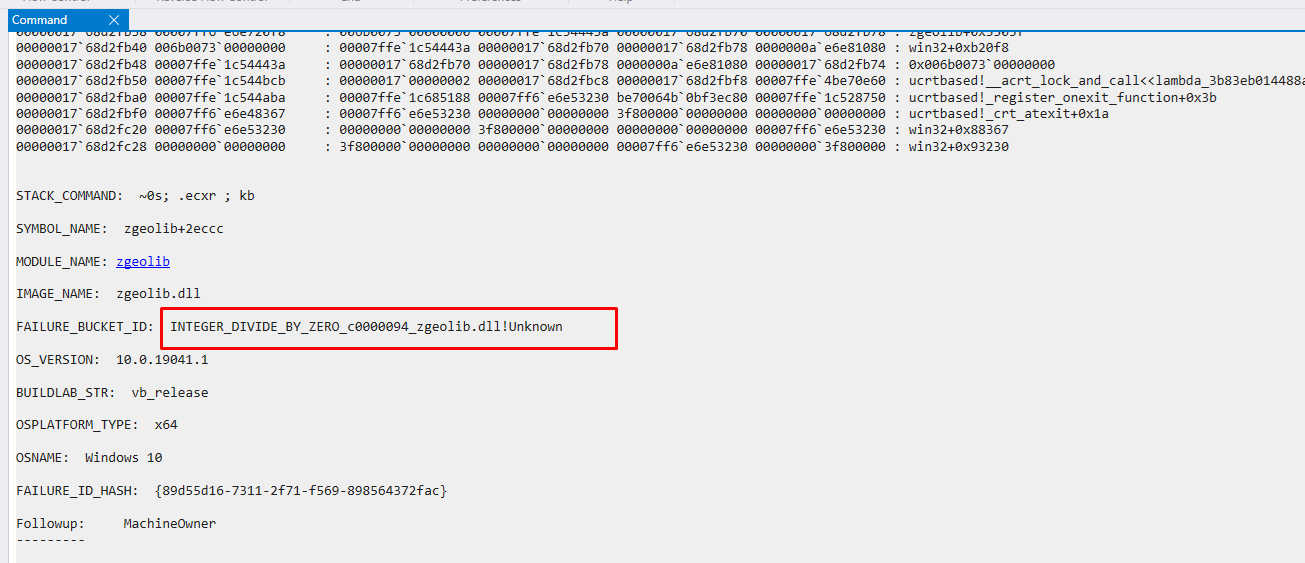 Command
00000017`68d2fb40 006b0073`00000000 : 00007ffe`1c54443a 00000017`68d2fb70 00000017`68d2fb78 0000000a`e6e81080 : win32+0xb20f8
00000017`68d2fb48 00007ffe`1c54443a : 00000017`68d2fb70 00000017`68d2fb78 0000000a`e6e81080 00000017`68d2fb74 : 0x006b0073`00000000
00000017`68d2fb50 00007ffe`1c544bcb : 00000017`00000002 00000017`68d2fbc8 00000017`68d2fbf8 00007ffe`4be70e60 : ucrtbased!__acrt_lock_and_call<<lambda_3b83eb014488a
00000017`68d2fba0 00007ffe`1c544aba : 00007ffe`1c685188 00007ff6`e6e53230 be70064b`0bf3ec80 00007ffe`1c528750 : ucrtbased!_register_onexit_function+0x3b
00000017`68d2fbf0 00007ff6`e6e48367 : 00007ff6`e6e53230 00000000`00000000 3f800000`00000000 00000000`00000000 : ucrtbased!_crt_atexit+0x1a
00000017`68d2fc20 00007ff6`e6e53230 : 00000000`00000000 3f800000`00000000 00000000`00000000 00007ff6`e6e53230 : win32+0x88367
00000017`68d2fc28 00000000`00000000 : 3f800000`00000000 00000000`00000000 00007ff6`e6e53230 00000000`3f800000 : win32+0x93230
STACK_COMMAND: ~0s; .ecxr ; kb
SYMBOL_NAME: zgeolib+2eccc
MODULE_NAME: zgeolib
IMAGE_NAME: zgeolib.dll
FAILURE_BUCKET_ID: INTEGER_DIVIDE_BY_ZERO_c0000094_zgeolib.dll!Unknown
OS_VERSION: 10.0.19041.1
BUILDLAB_STR: vb_release
OSPLATFORM_TYPE: x64
OSNAME: Windows 10
FAILURE_ID_HASH: {89d55d16-7311-2f71-f569-898564372fac}
Followup: MachineOwner
---------